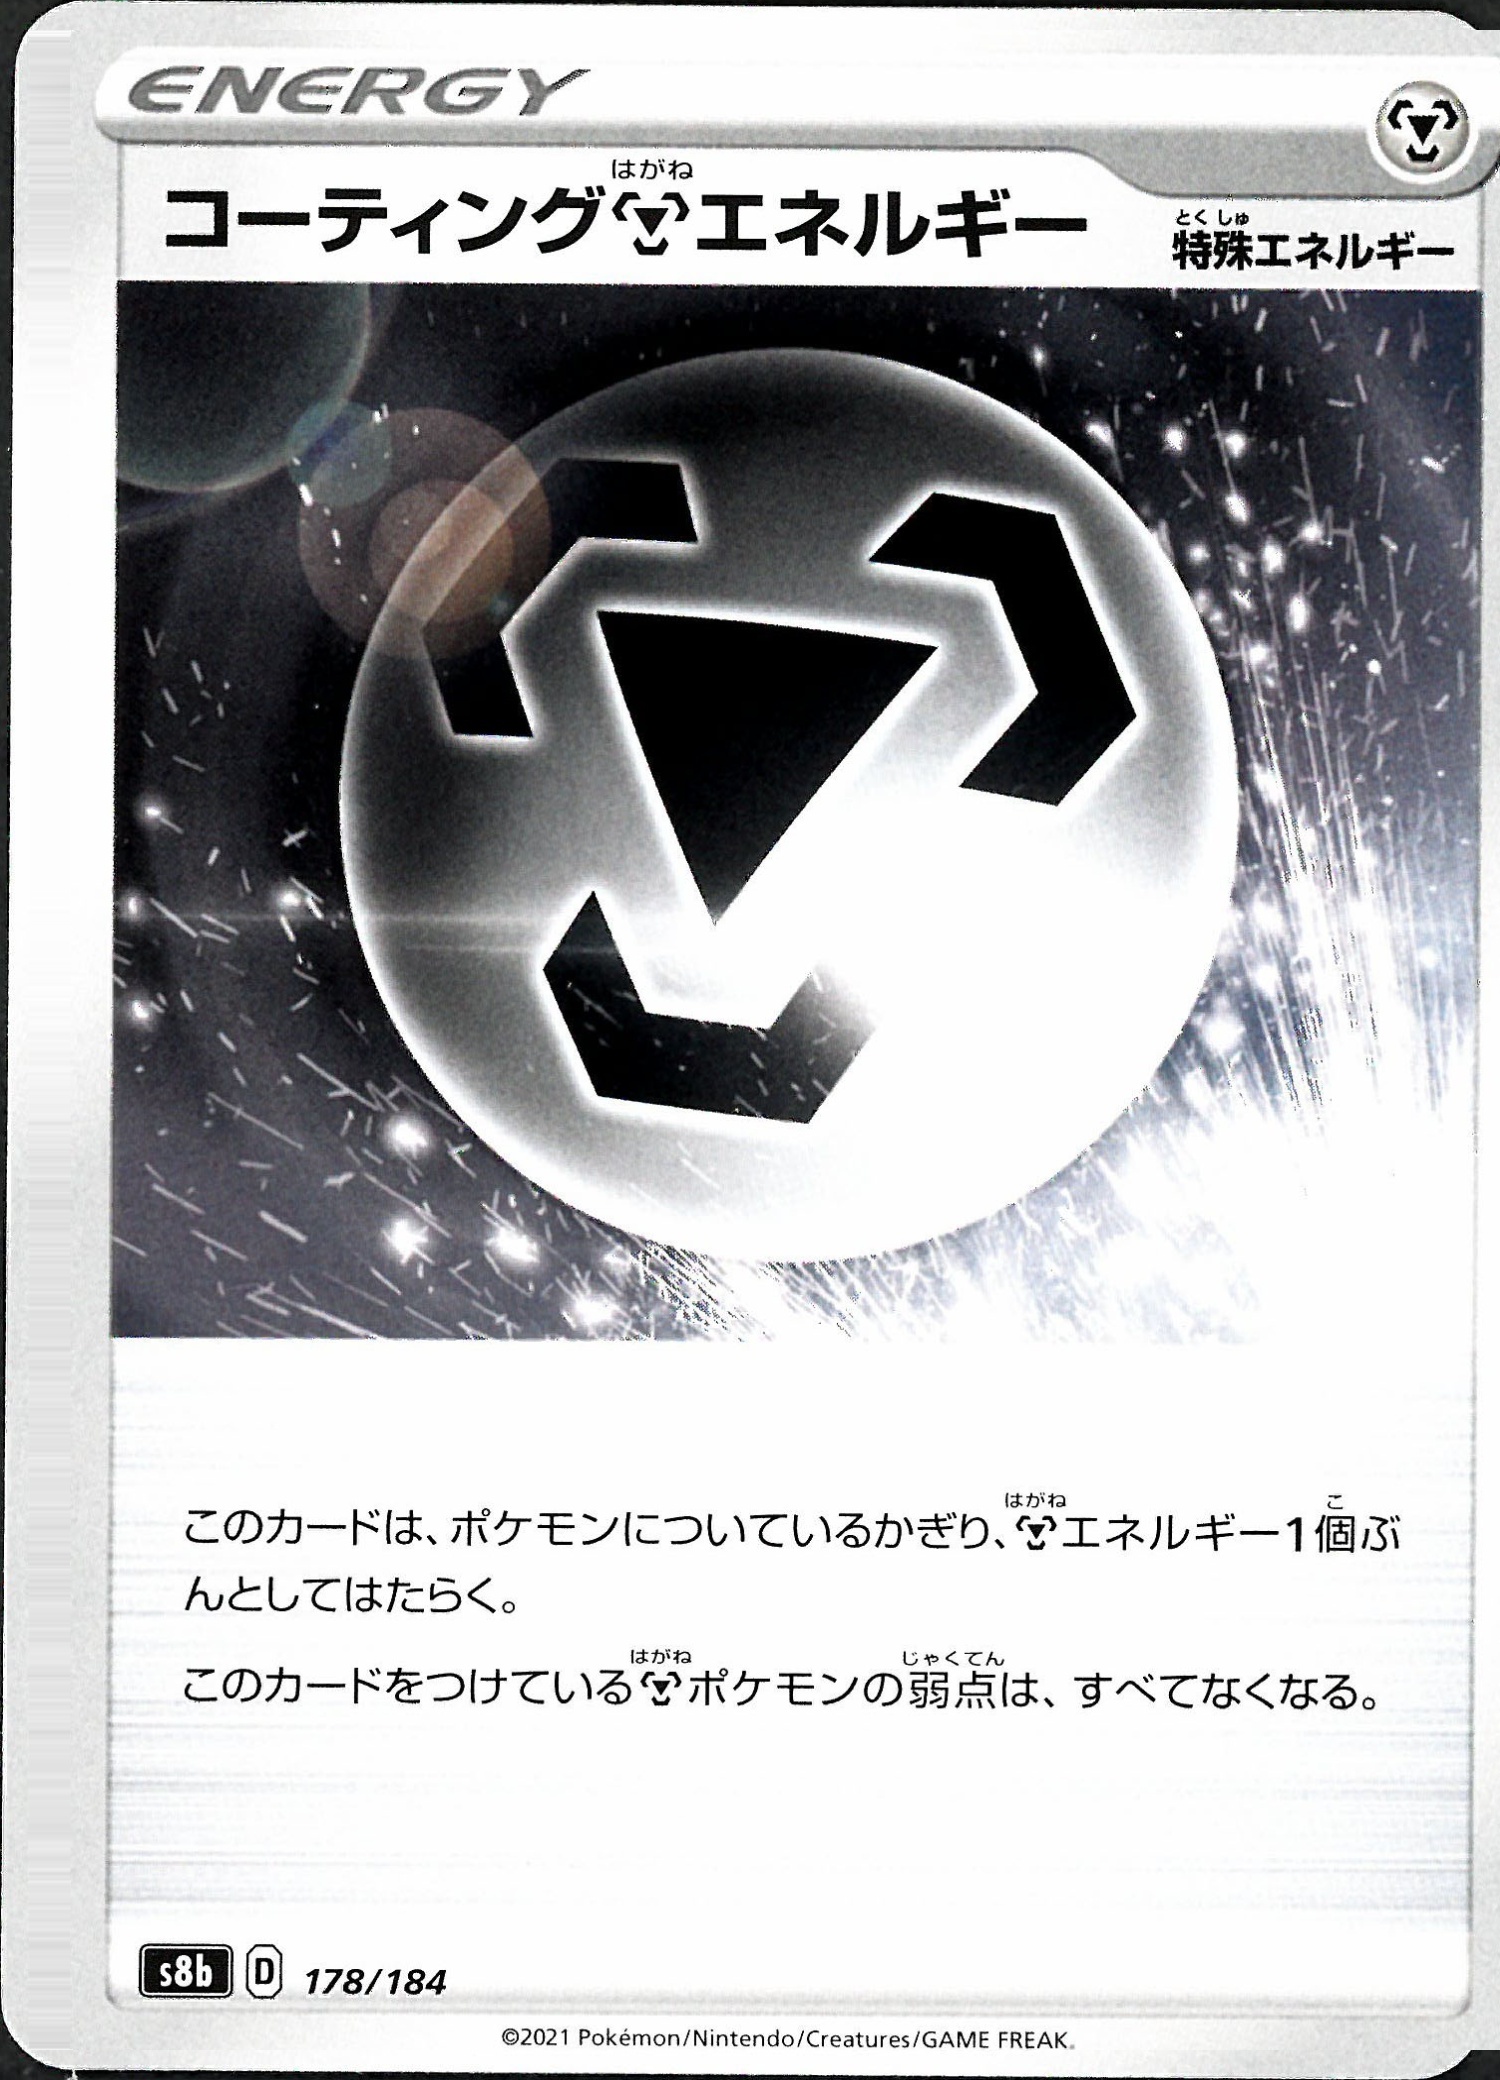 ENERGY
はがね
コーティングエネルギー
とくしゅ
特殊エネルギー
はがね こ
このカードは、ポケモンについているかぎり、エネルギー1個ぶ
んとしてはたらく。
はがね じゃくてん
このカードをつけているポケモンの弱点は、すべてなくなる。
s8b D 178/184
©2021 Pokémon/Nintendo/Creatures/GAME FREAK.